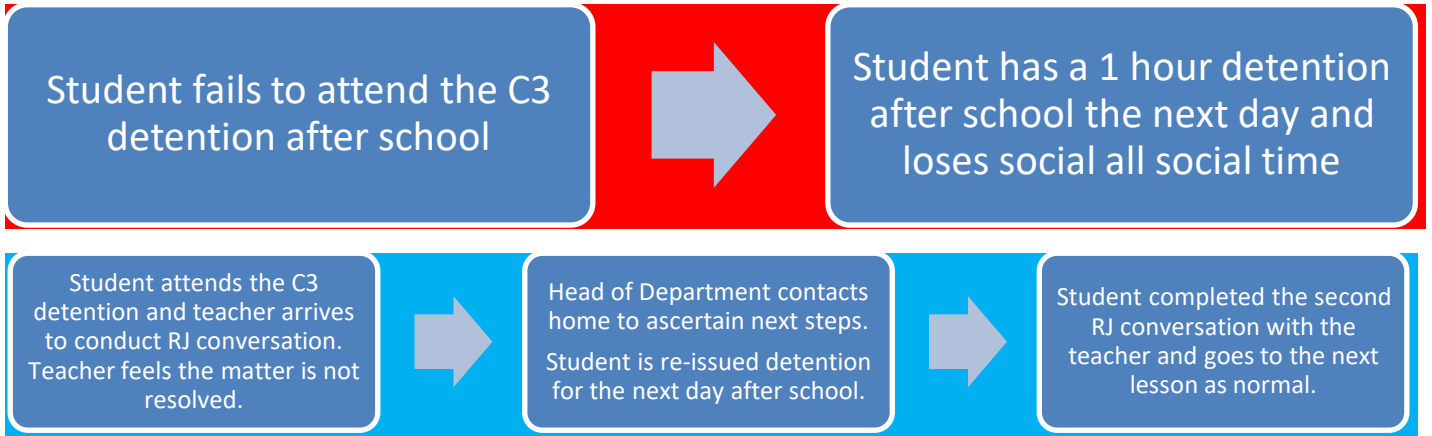 Student fails to attend the C3
detention after school
Student has a 1 hour detention
after school the next day and
loses social all social time
Student attends the C3
detention and teacher arrives
to conduct RJ conversation.
Teacher feels the matter is not
resolved.
Head of Department contacts
home to ascertain next steps.
Student is re-issued detention
for the next day after school.
Student completed the second
RJ conversation with the
teacher and goes to the next
lesson as normal.